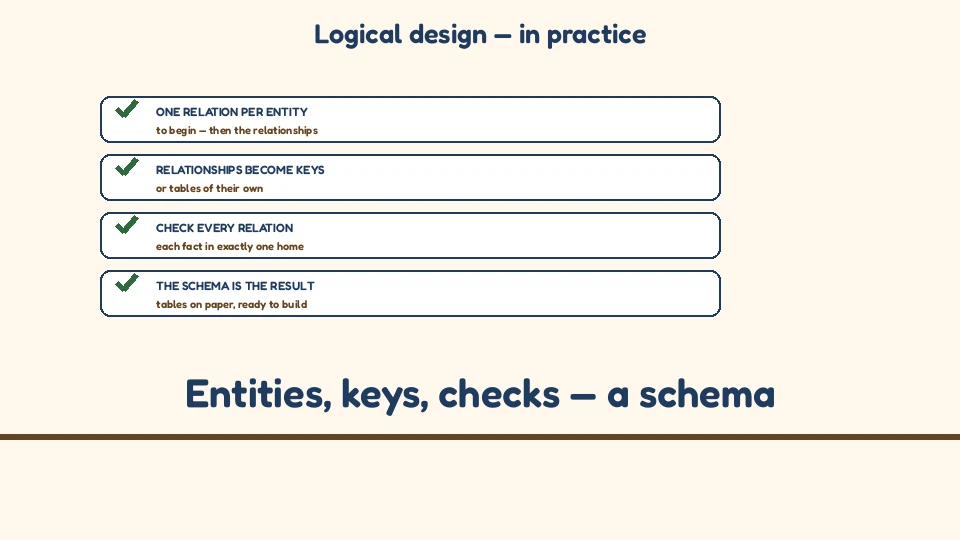 Logical design — in practice
ONE RELATION PER ENTITY
to begin — then the relationships
RELATIONSHIPS BECOME KEYS
or tables of their own
CHECK EVERY RELATION
each fact in exactly one home
THE SCHEMA IS THE RESULT
tables on paper, ready to build
Entities, keys, checks — a schema